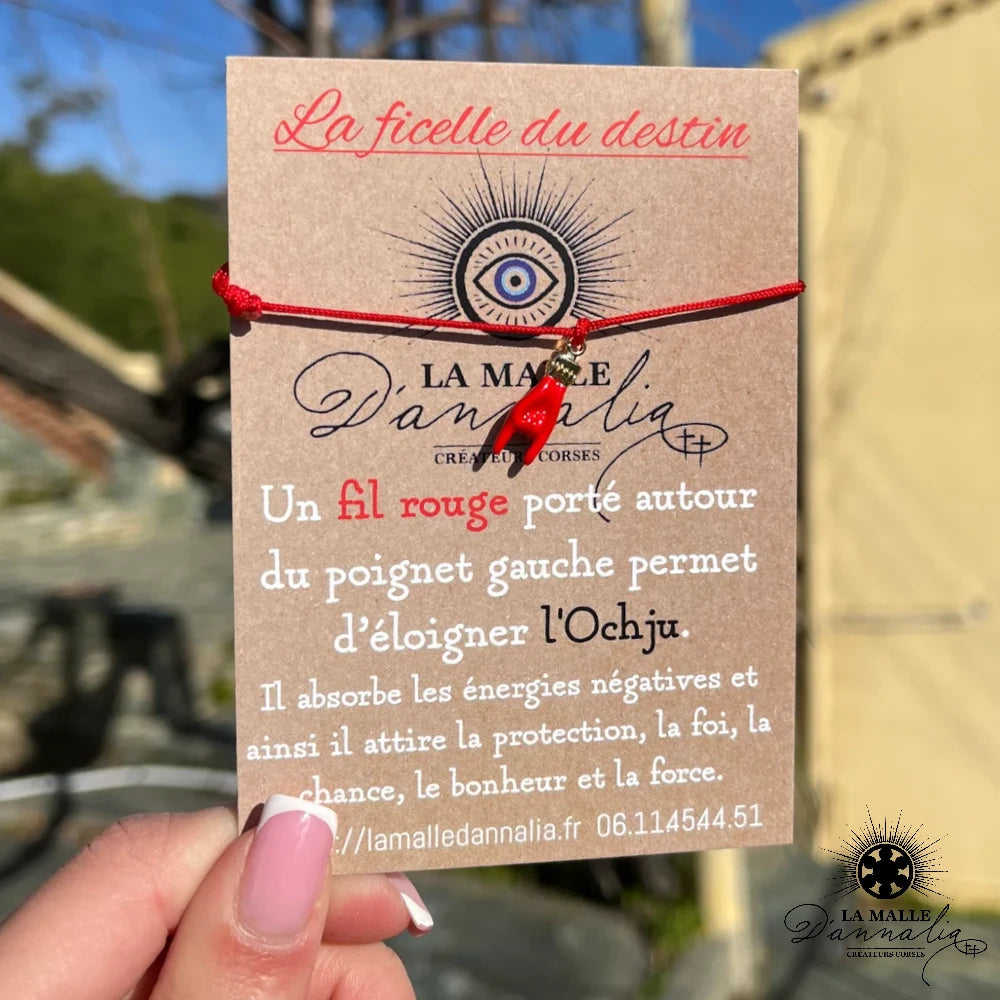 La ficelle du destin
LA MALLE
D'annalia
CRÉATEURS CORSES
Un fil rouge porté autour
du poignet gauche permet
d'éloigner l'Ochju.
Il absorbe les énergies négatives et
ainsi il attire la protection, la foi, la
chance, le bonheur et la force.
://lamalledannalia.fr 06.114544.51
LA MALLE
D'annalia
CRÉATEURS CORSES